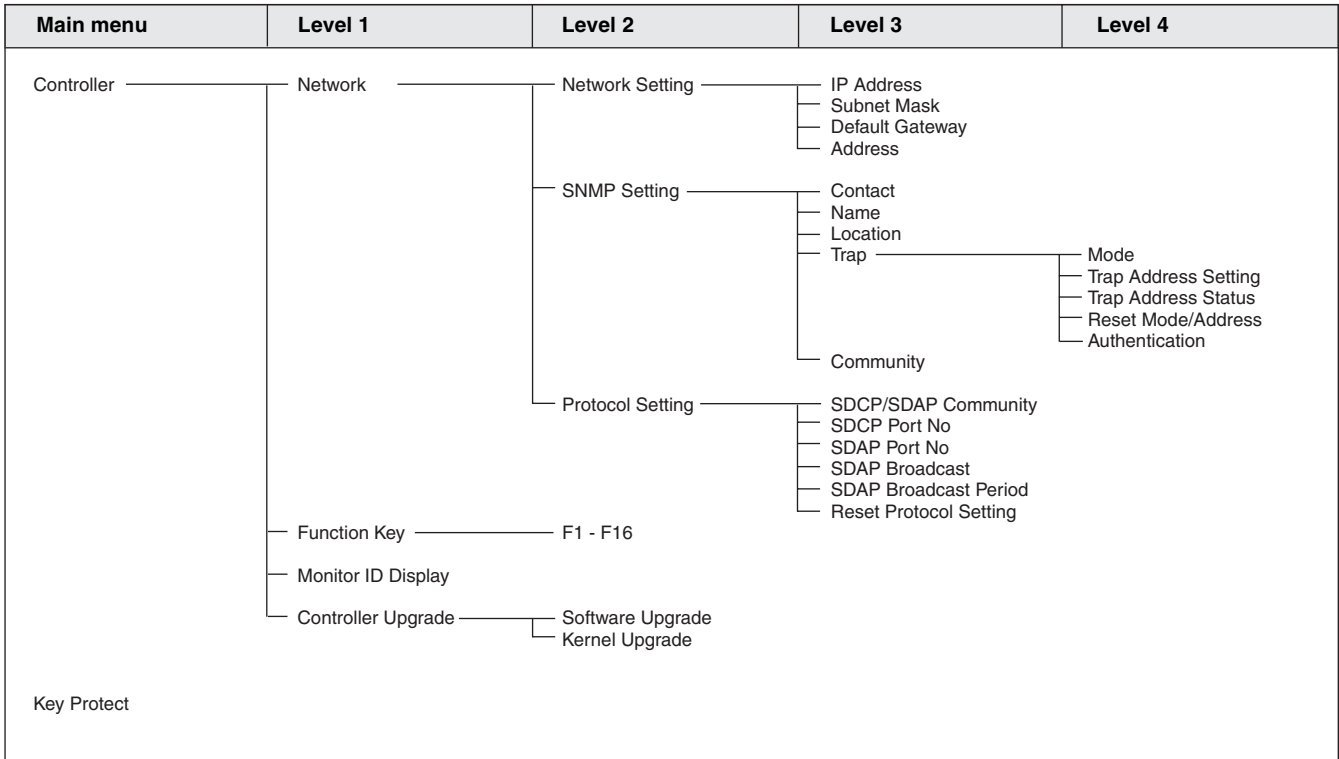 Main menu Level 1 Level 2 Level 3 Level 4
Controller Network Network Setting IP Address
Subnet Mask
Default Gateway
Address
SNMP Setting Contact
Name
Location
Trap Mode
Trap Address Setting
Trap Address Status
Reset Mode/Address
Authentication
Community
Protocol Setting SDCP/SDAP Community
SDCP Port No
SDAP Port No
SDAP Broadcast
SDAP Broadcast Period
Reset Protocol Setting
Function Key F1 - F16
Monitor ID Display
Controller Upgrade Software Upgrade
Kernel Upgrade
Key Protect